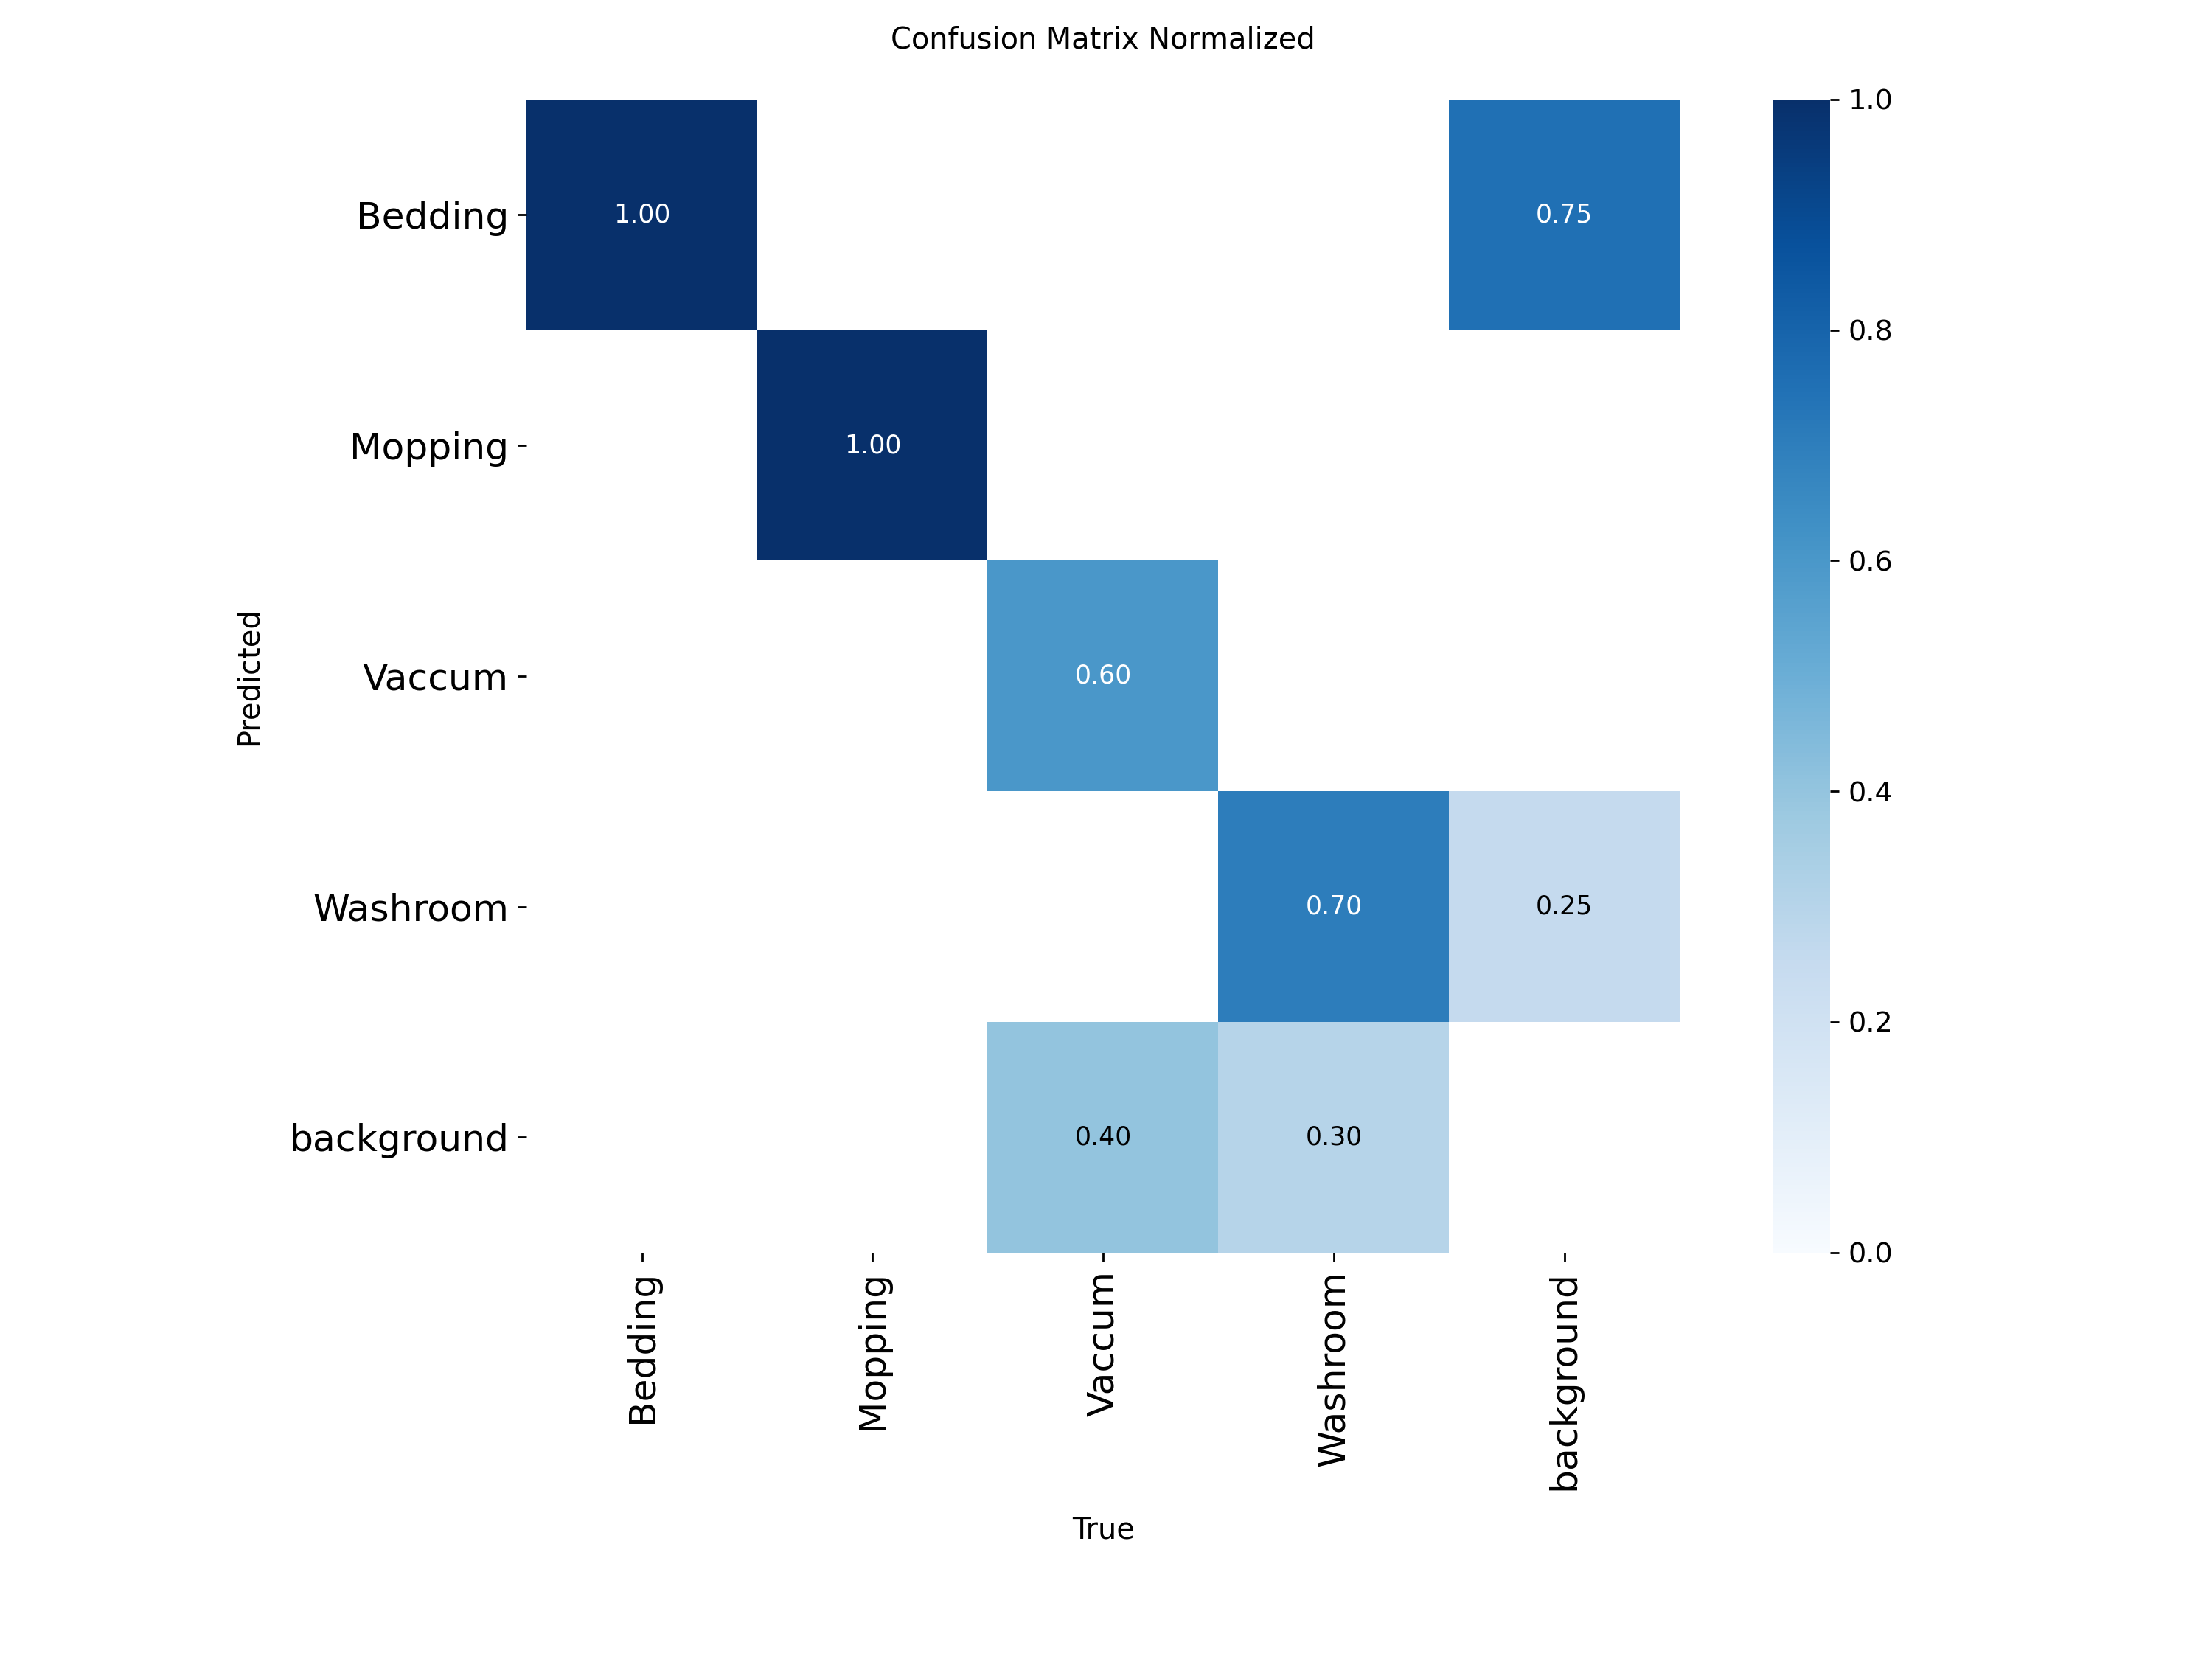 Confusion Matrix Normalized
Bedding
Mopping
Vaccum
Washroom
background
Predicted
1.00
0.75
1.00
0.60
0.70
0.25
0.40
0.30
Bedding
Mopping
Vaccum
Washroom
background
True
1.0
0.8
0.6
0.4
0.2
0.0